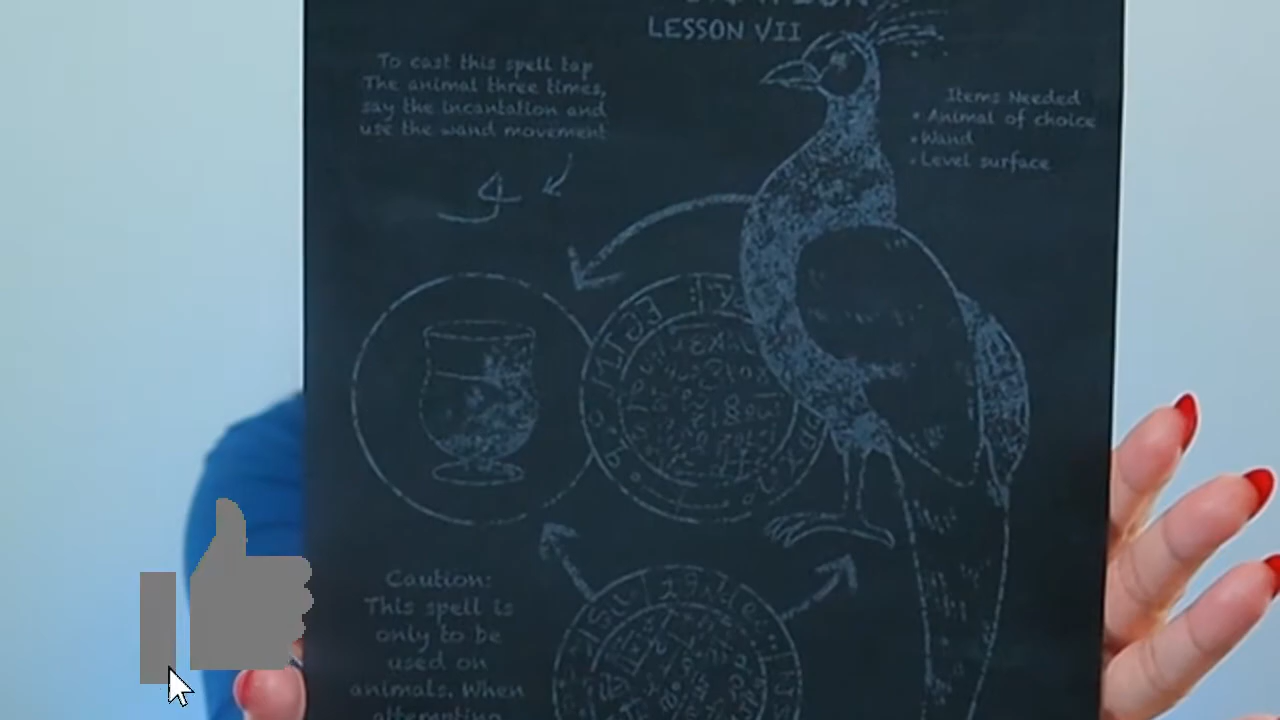 LESSON VII
To cast this spell tap
The animal three times,
say the incantation and
use the wand movement
Items Needed
• Animal of choice
• Wand
• Level surface
Caution:
This spell is
only to be
used on
animals. When
attempting